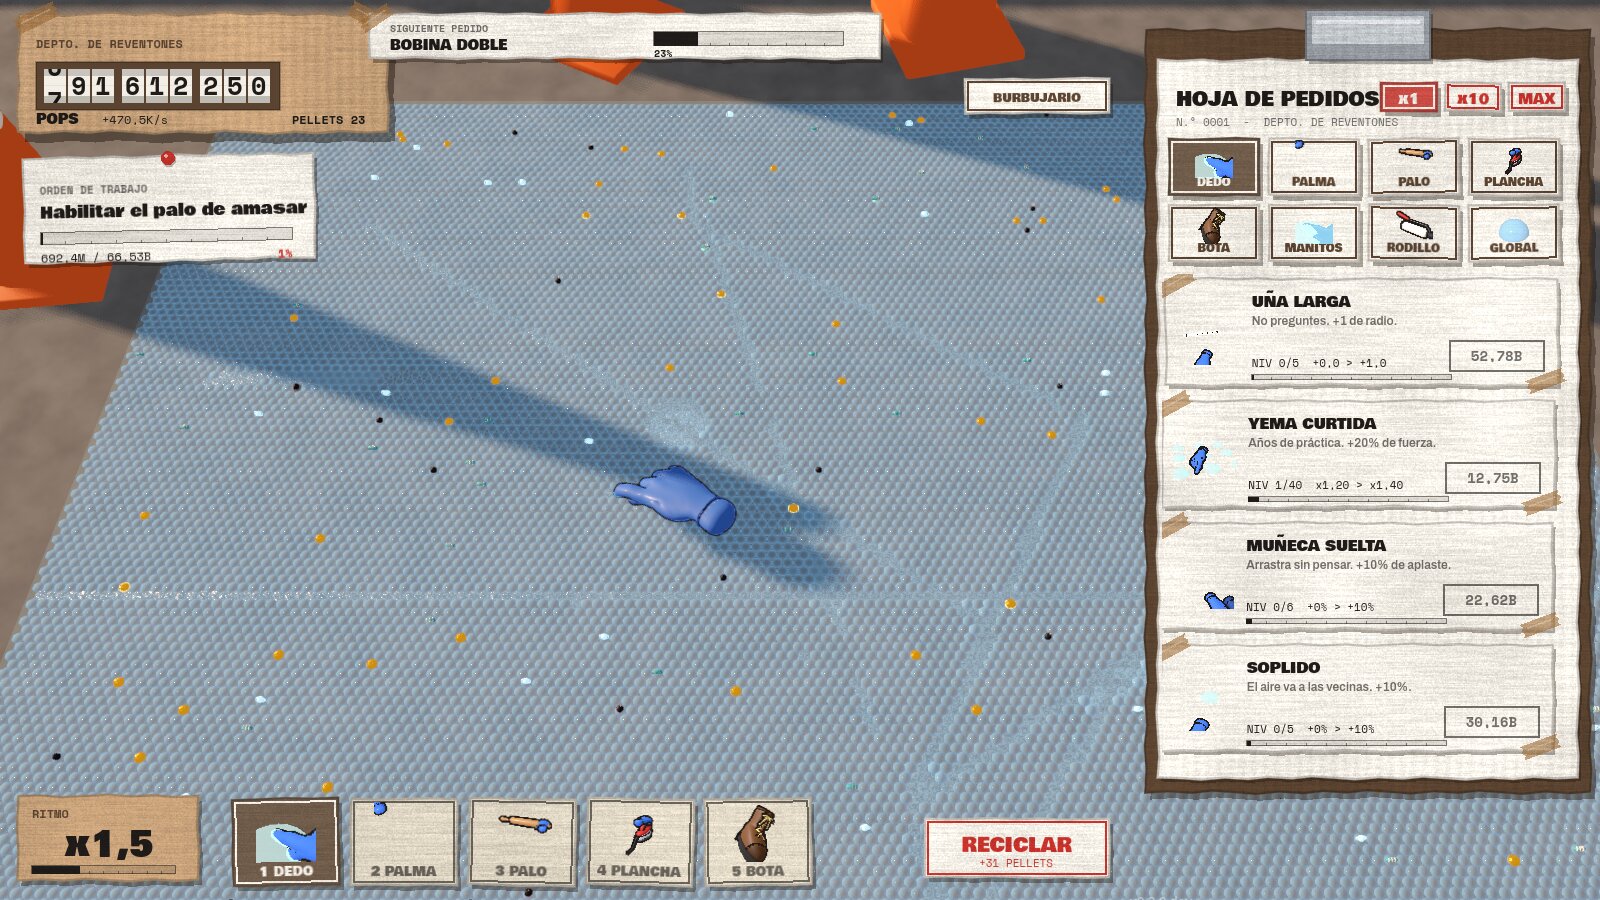 DEPTO. DE REVENTONES
91 612 250
POPS +470,5K/s PELLETS 23
SIGUIENTE PEDIDO
BOBINA DOBLE
23%
BURBUJARIO
ORDEN DE TRABAJO
Habilitar el palo de amasar
692,4M / 66,53B 1%
HOJA DE PEDIDOS x1 x10 MAX
N.° 0001 - DEPTO. DE REVENTONES
DEDO PALMA PALO PLANCHA
BOTA MANITOS RODILLO GLOBAL
UÑA LARGA
No preguntes. +1 de radio.
NIV 0/5 +0,0 > +1,0 52,78B
YEMA CURTIDA
Años de práctica. +20% de fuerza.
NIV 1/40 x1,20 > x1,40 12,75B
MUÑECA SUELTA
Arrastra sin pensar. +10% de aplaste.
NIV 0/6 +0% > +10% 22,62B
SOPLIDO
El aire va a las vecinas. +10%.
NIV 0/5 +0% > +10% 30,16B
RITMO
x1,5
1 DEDO 2 PALMA 3 PALO 4 PLANCHA 5 BOTA
RECICLAR
+31 PELLETS